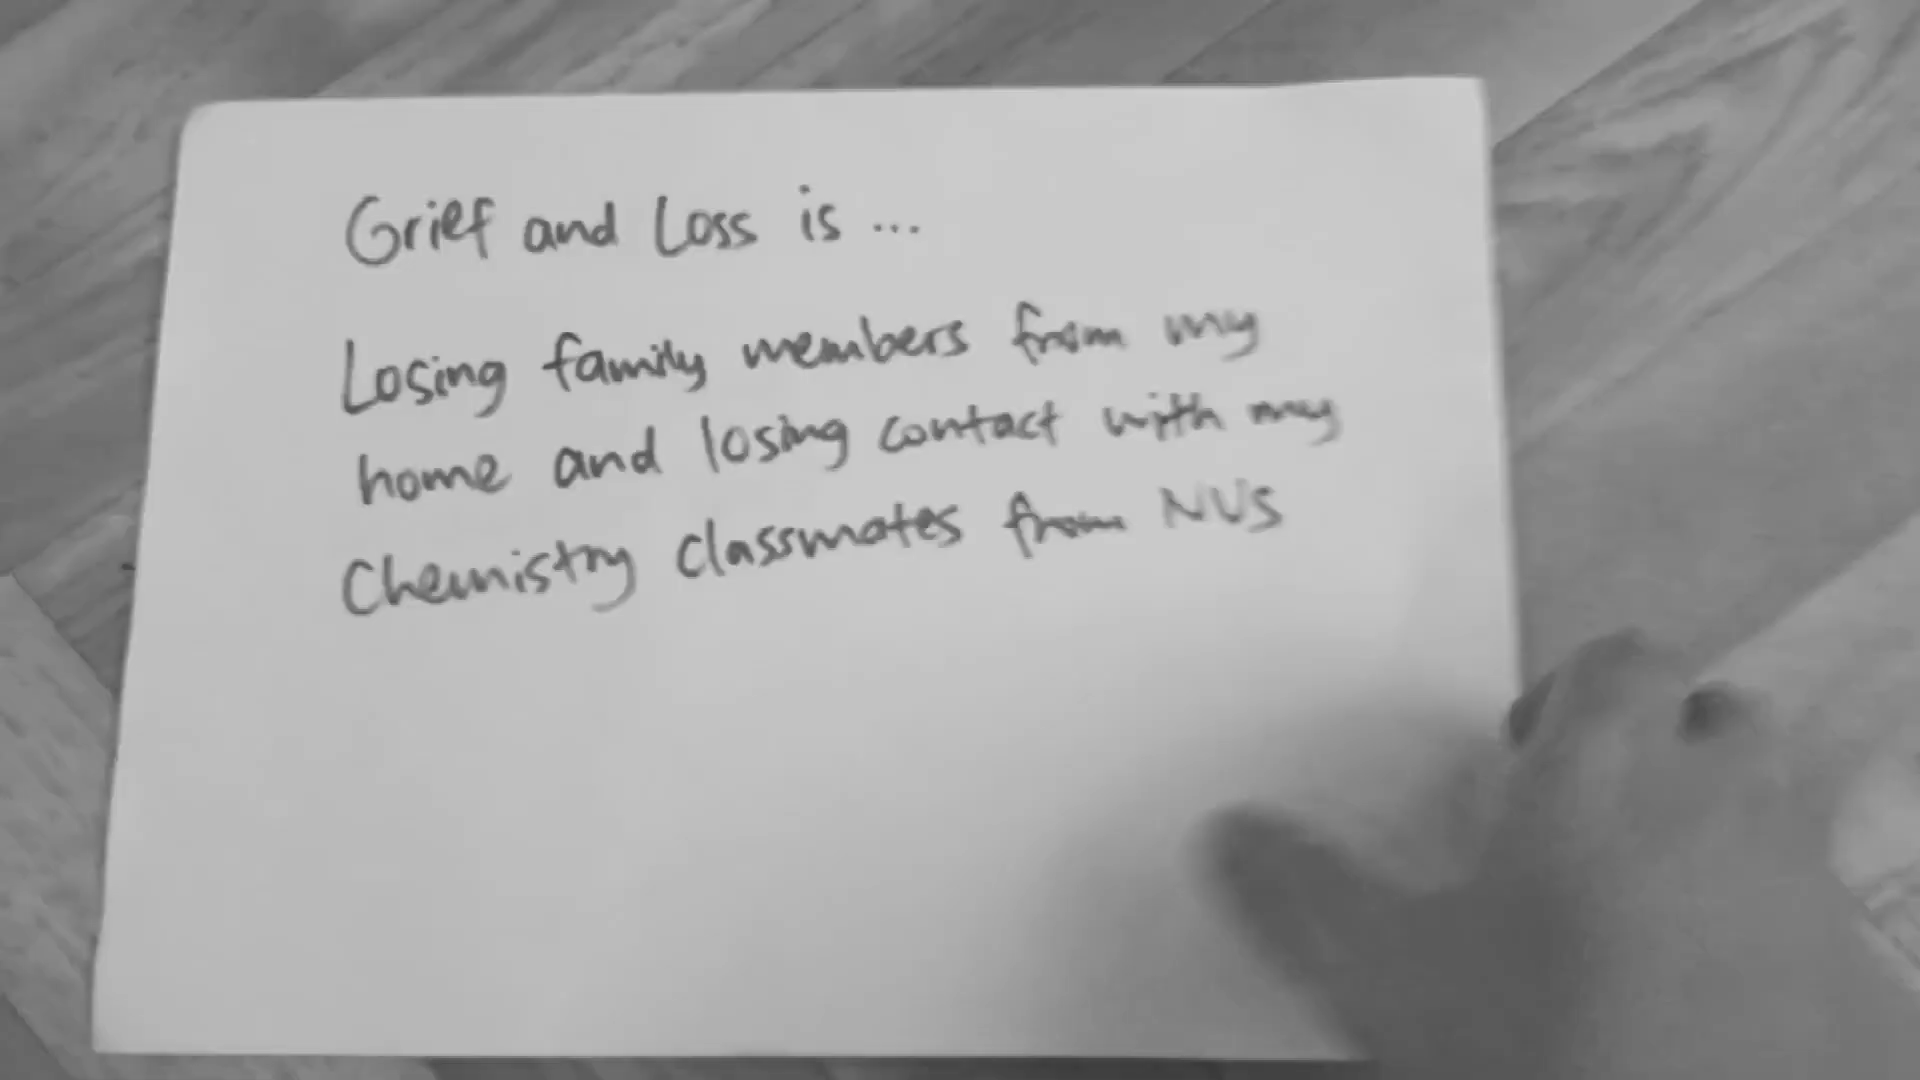 Grief and Loss is ...
Losing family members from my
home and losing contact with my
Chemistry classmates from NUS